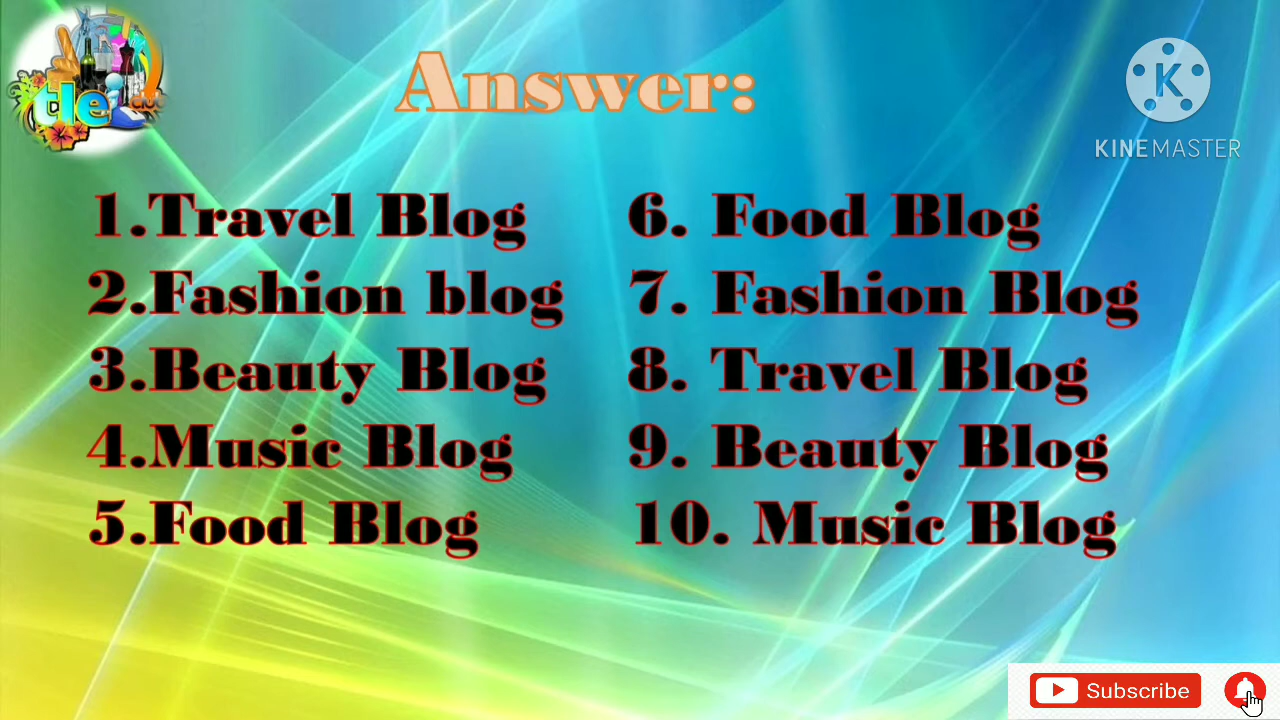 tle
Answer:
KINEMASTER
1.Travel Blog
2.Fashion blog
3.Beauty Blog
4.Music Blog
5.Food Blog
6. Food Blog
7. Fashion Blog
8. Travel Blog
9. Beauty Blog
10. Music Blog
Subscribe